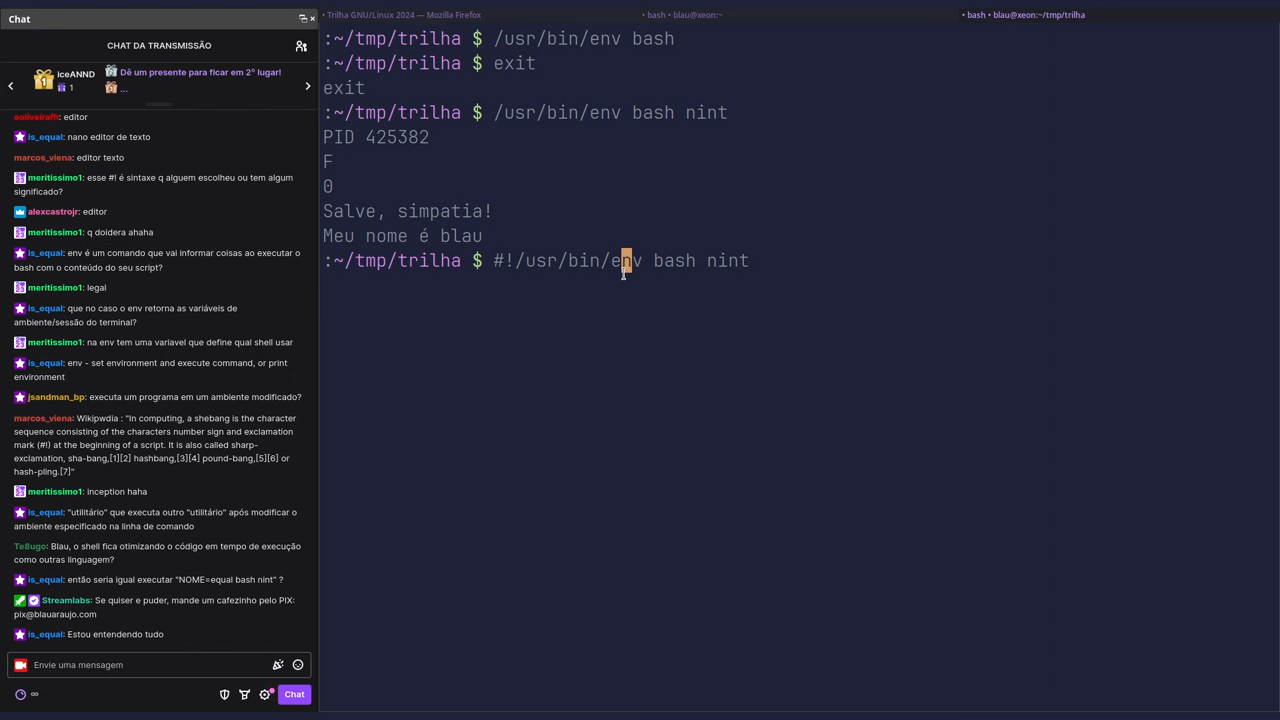 Chat
CHAT DA TRANSMISSÃO
1
iceANND
1
2 Dê um presente para ficar em 2º lugar!
...
eoliveirafh: editor
is_equal: nano editor de texto
marcos_viena: editor texto
meritissimo1: esse #! é sintaxe q alguem escolheu ou tem algum
significado?
alexcastrojr: editor
meritissimo1: q doidera ahaha
is_equal: env é um comando que vai informar coisas ao executar o
bash com o conteúdo do seu script?
meritissimo1: legal
is_equal: que no caso o env retorna as variáveis de
ambiente/sessão do terminal?
meritissimo1: na env tem uma variavel que define qual shell usar
is_equal: env - set environment and execute command, or print
environment
jsandman_bp: executa um programa em um ambiente modificado?
marcos_viena: Wikipwdia : "In computing, a shebang is the character
sequence consisting of the characters number sign and exclamation
mark (#!) at the beginning of a script. It is also called sharp-
exclamation, sha-bang,[1][2] hashbang,[3][4] pound-bang,[5][6] or
hash-pling.[7]"
meritissimo1: inception haha
is_equal: "utilitário" que executa outro "utilitário" após modificar o
ambiente especificado na linha de comando
Te8ugo: Blau, o shell fica otimizando o código em tempo de execução
como outras linguagem?
is_equal: então seria igual executar "NOME=equal bash nint" ?
Streamlabs: Se quiser e puder, mande um cafezinho pelo PIX:
pix@blauaraujo.com
is_equal: Estou entendendo tudo
Envie uma mensagem
∞
Chat
• Trilha GNU/Linux 2024 — Mozilla Firefox
• bash • blau@xeon:~
• bash • blau@xeon:~/tmp/trilha
:~/tmp/trilha $ /usr/bin/env bash
:~/tmp/trilha $ exit
exit
:~/tmp/trilha $ /usr/bin/env bash nint
PID 425382
F
0
Salve, simpatia!
Meu nome é blau
:~/tmp/trilha $ #!/usr/bin/env bash nint